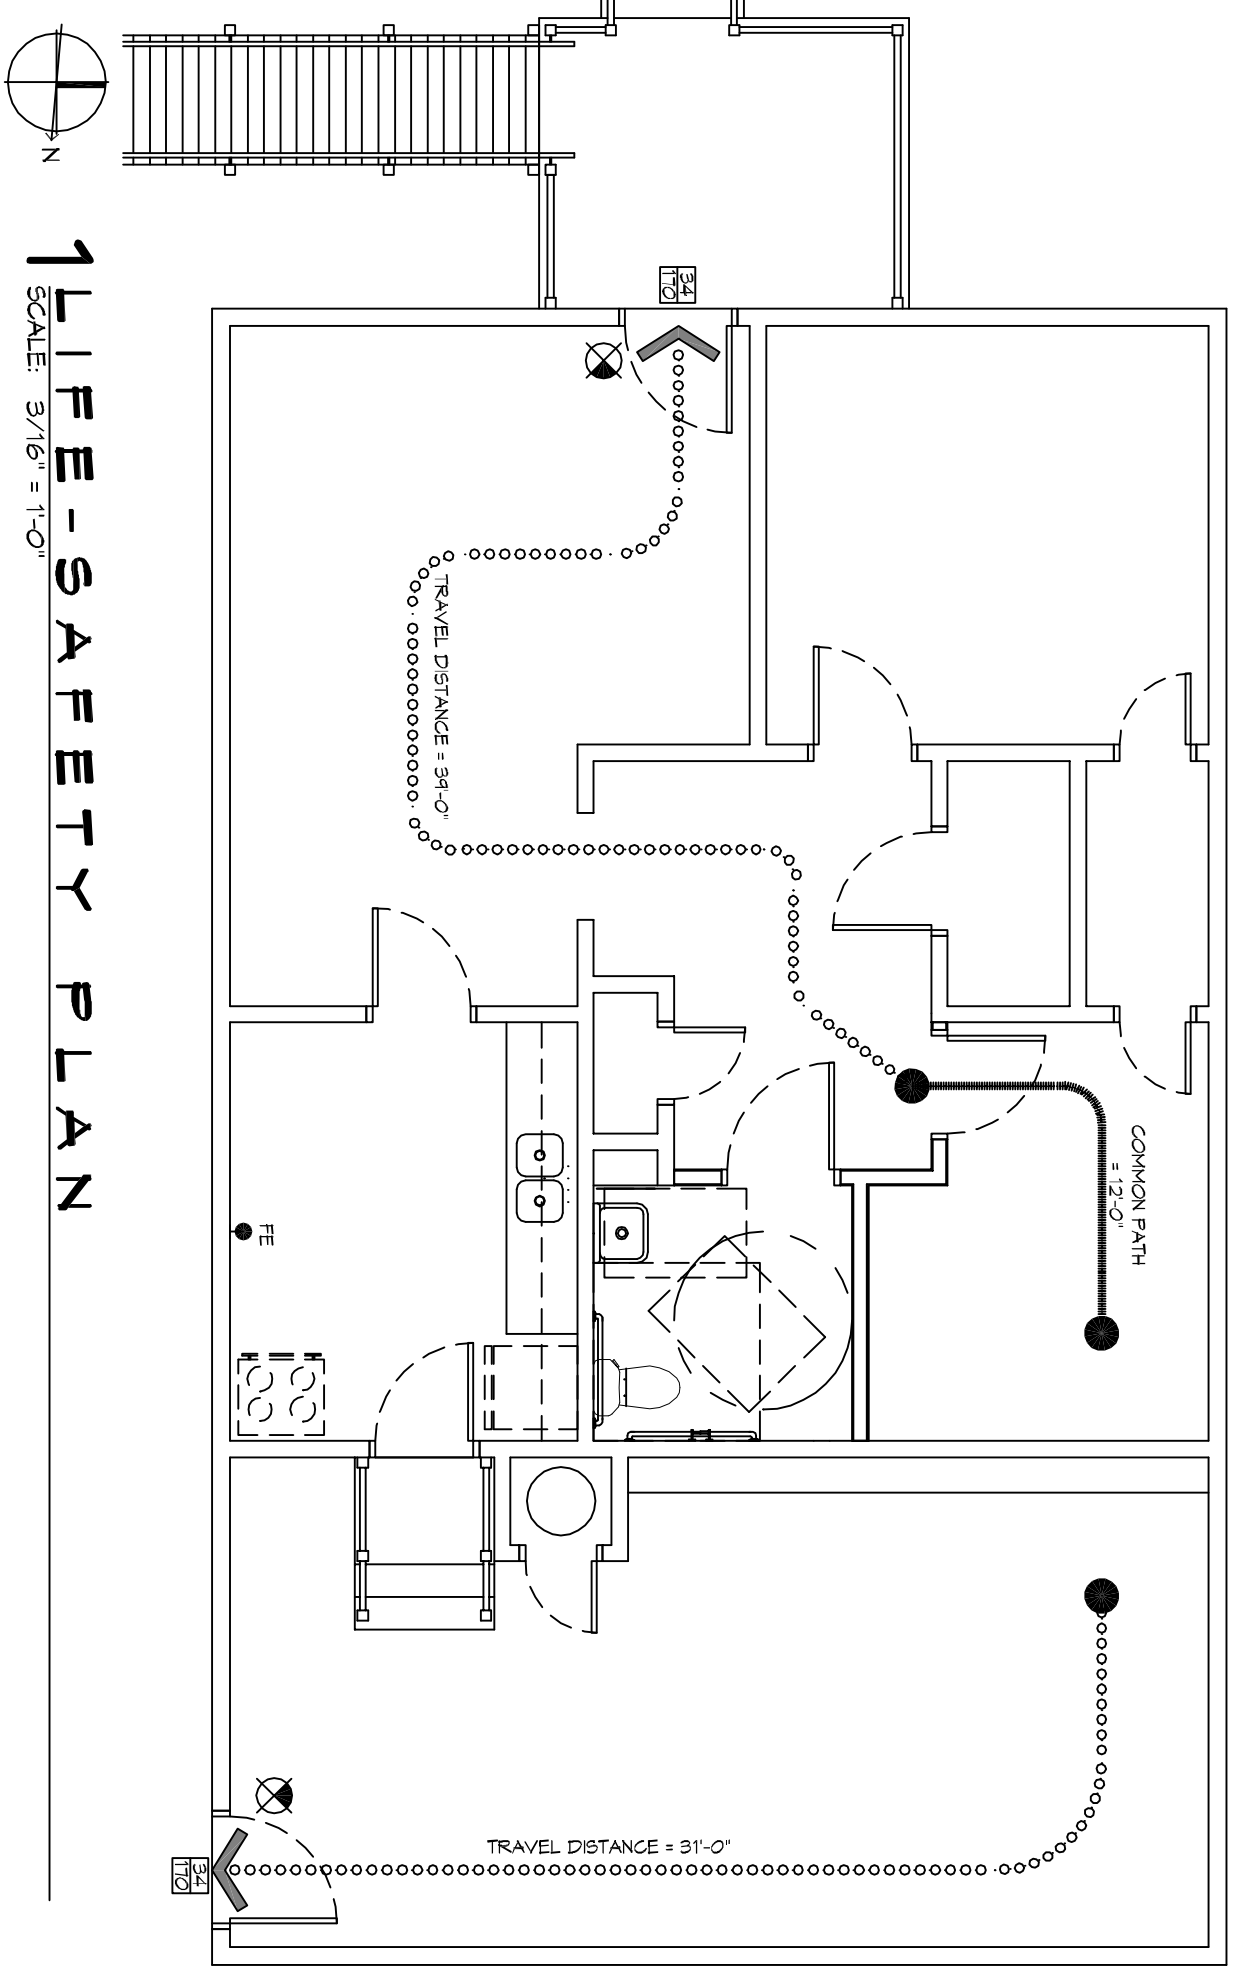 N
1 LIFE-SAFETY PLAN
SCALE: 3/16" = 1'-0"
34
170
TRAVEL DISTANCE = 39'-0"
COMMON PATH
= 12'-0"
FE
TRAVEL DISTANCE = 31'-0"
34
170